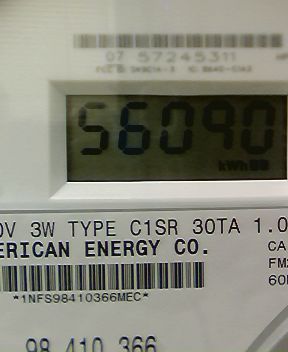 07 57245311
56090
kWh
0V 3W TYPE C1SR 30TA 1.0
ERICAN ENERGY CO.
CA
FM2
60
*1NFS98410366MEC*
98 410 366